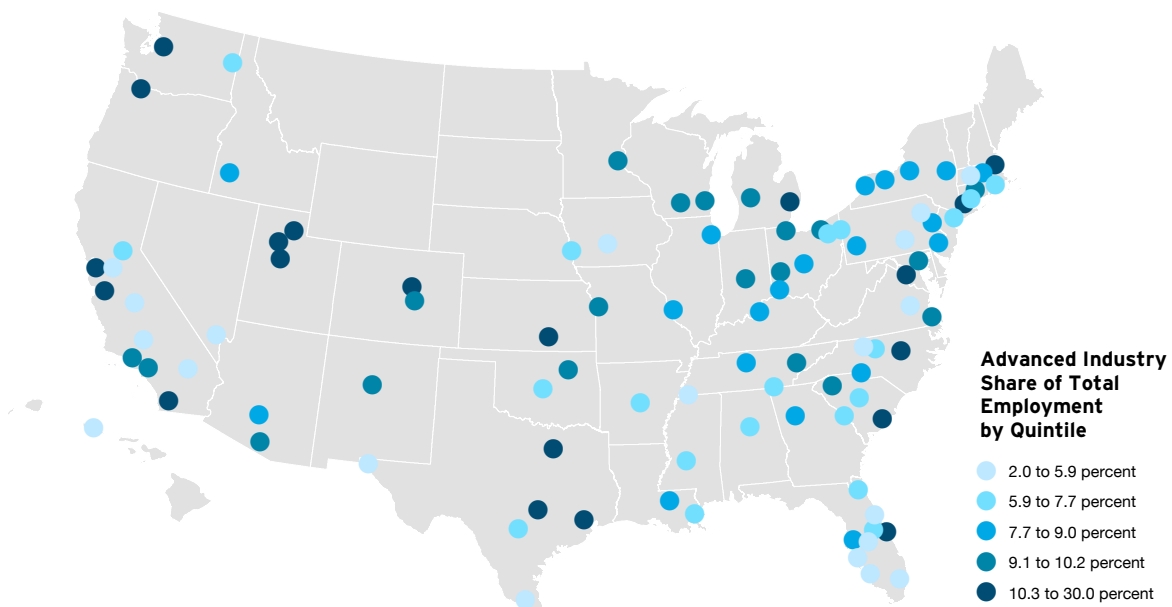 Advanced Industry
Share of Total
Employment
by Quintile
2.0 to 5.9 percent
5.9 to 7.7 percent
7.7 to 9.0 percent
9.1 to 10.2 percent
10.3 to 30.0 percent